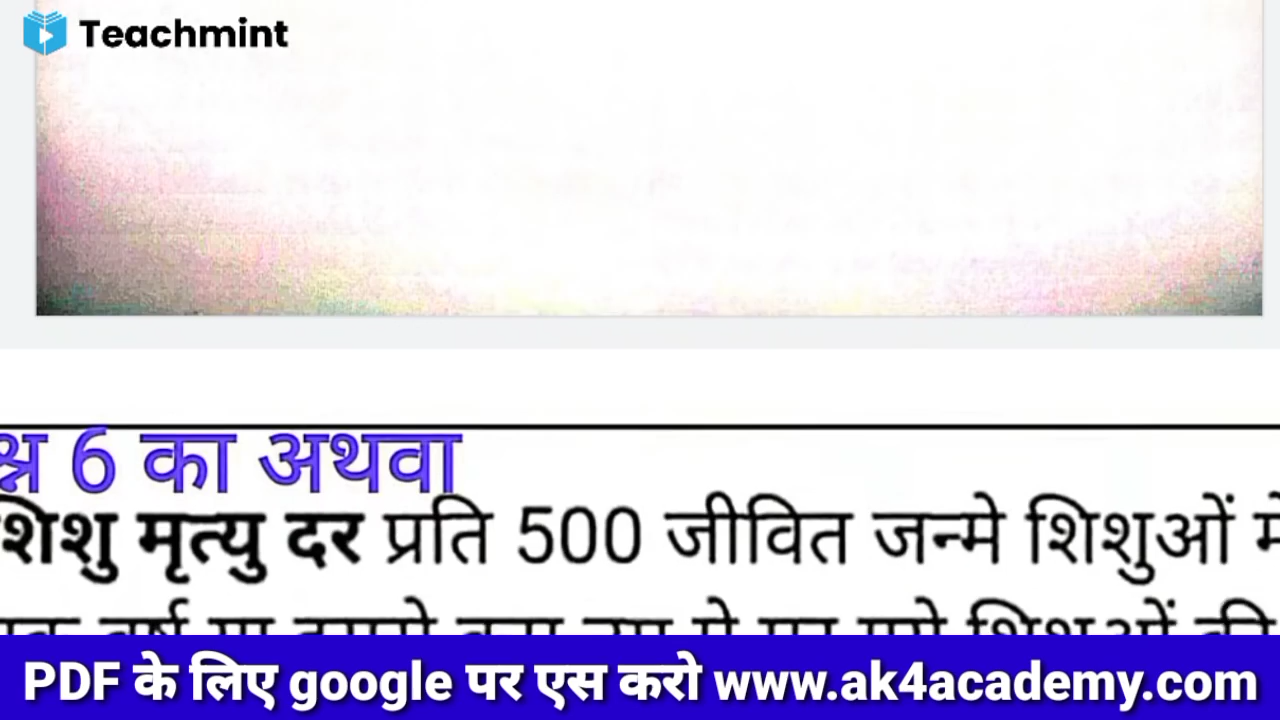 Teachmint
श्न 6 का अथवा
शिशु मृत्यु दर प्रति 500 जीवित जन्मे शिशुओं में
PDF के लिए google पर एस करो www.ak4academy.com